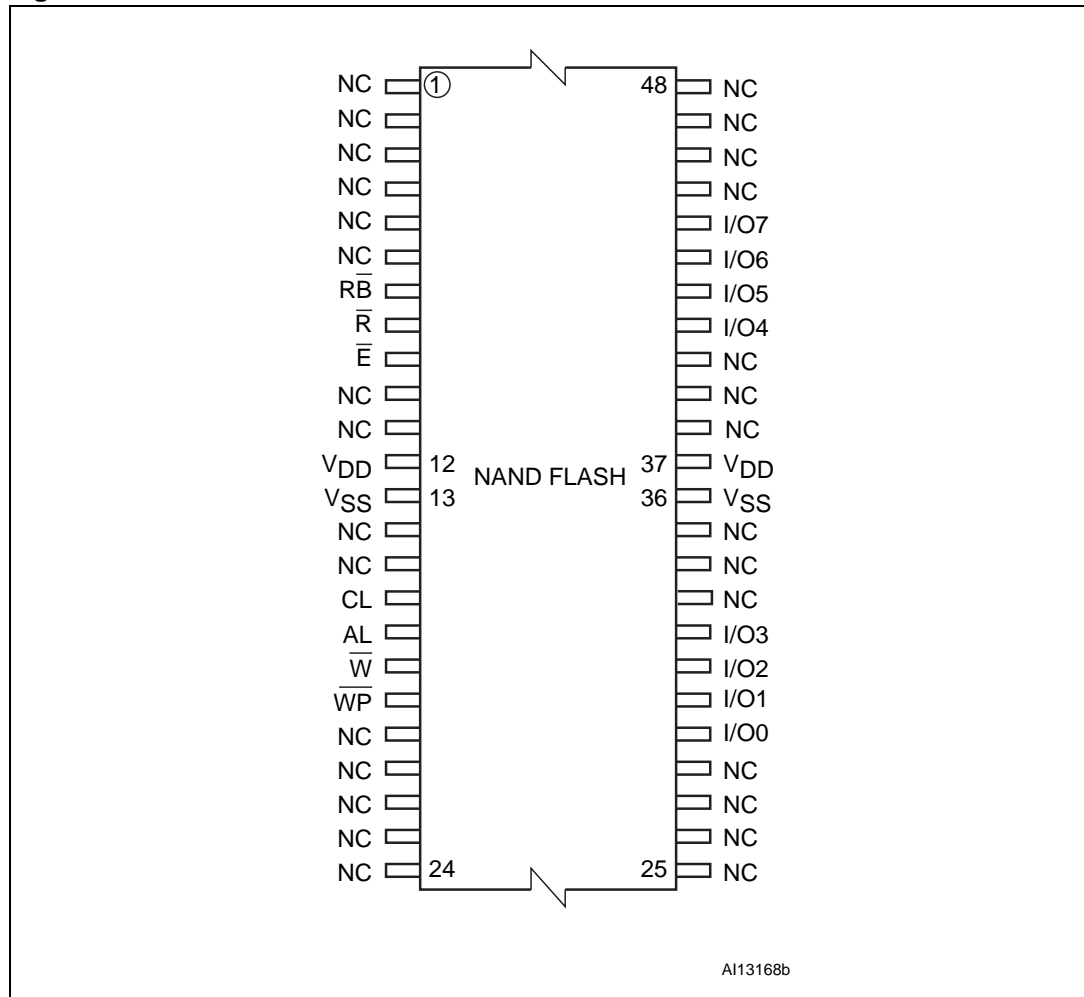 NC ① 48 NC
NC NC
NC NC
NC NC
NC I/O7
NC I/O6
RB̅ I/O5
R̅ I/O4
E̅ NC
NC NC
NC NC
VDD 12 NAND FLASH 37 VDD
VSS 13 36 VSS
NC NC
NC NC
CL NC
AL I/O3
W̅ I/O2
W̅P̅ I/O1
NC I/O0
NC NC
NC NC
NC NC
NC 24 25 NC
AI13168b